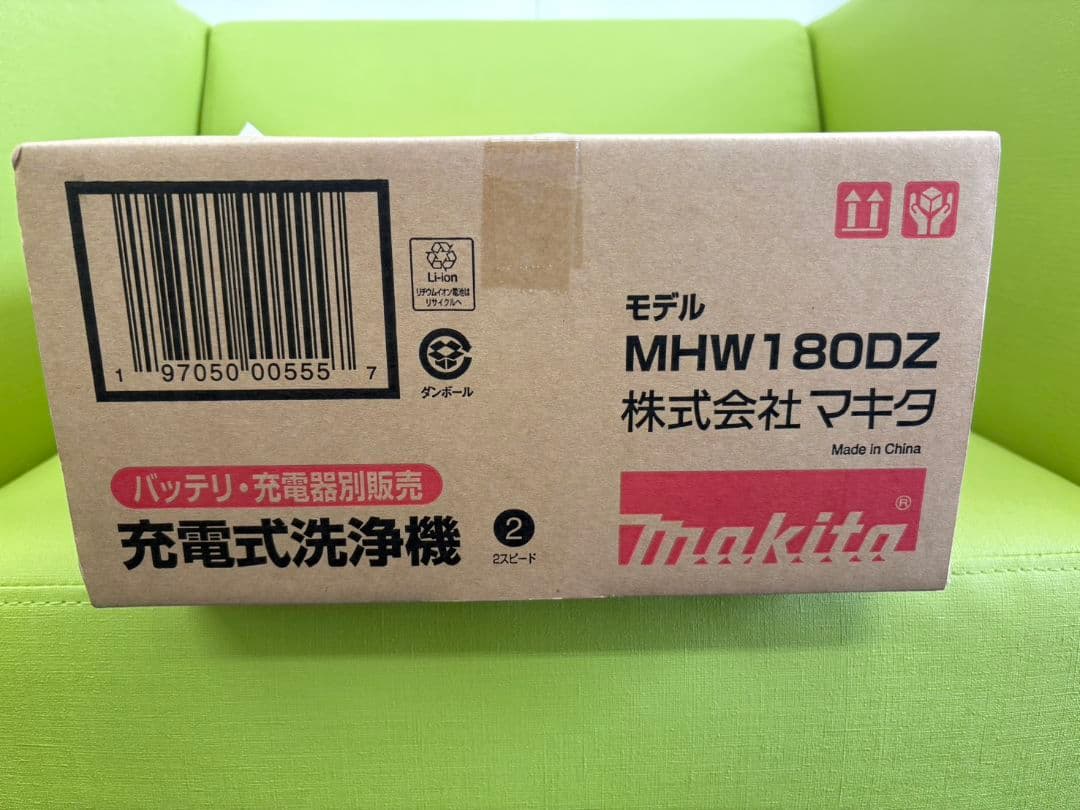 1 97050 00555 7
Li-ion
リチウムイオン電池は
リサイクルへ
ダンボール
モデル
MHW180DZ
株式会社 マキタ
Made in China
バッテリ・充電器別販売
充電式洗浄機
2
2スピード
makita®